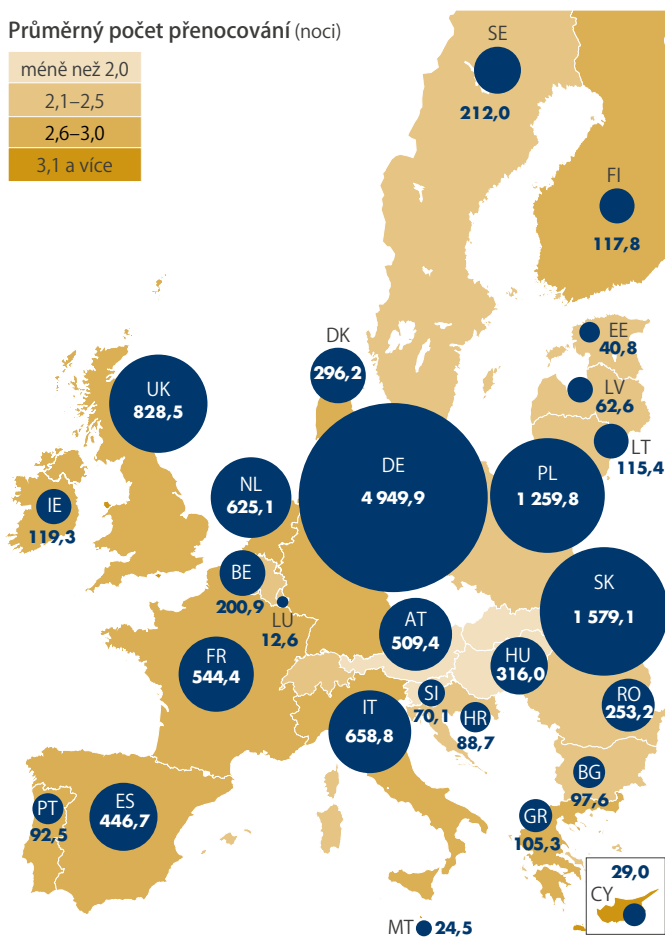 Průměrný počet přenocování (noci)
méně než 2,0
2,1–2,5
2,6–3,0
3,1 a více
SE
212,0
FI
117,8
EE
40,8
LV
62,6
LT
115,4
DK
296,2
UK
828,5
IE
119,3
NL
625,1
DE
4 949,9
PL
1 259,8
BE
200,9
LU
12,6
SK
1 579,1
AT
509,4
FR
544,4
HU
316,0
SI
70,1
HR
88,7
RO
253,2
IT
658,8
BG
97,6
PT
92,5
ES
446,7
GR
105,3
29,0
CY
MT 24,5